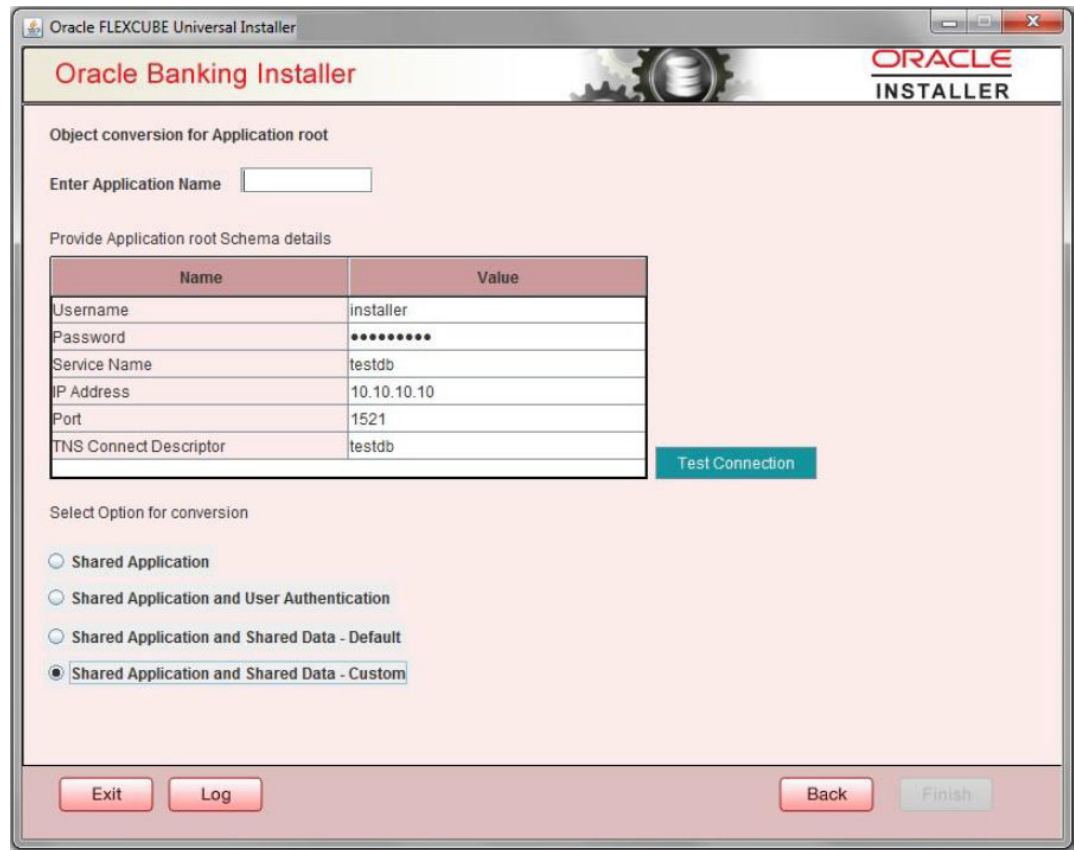 Oracle FLEXCUBE Universal Installer
Oracle Banking Installer
ORACLE
INSTALLER
Object conversion for Application root
Enter Application Name
Provide Application root Schema details
Name Value
Username installer
Password •••••••••
Service Name testdb
IP Address 10.10.10.10
Port 1521
TNS Connect Descriptor testdb
Test Connection
Select Option for conversion
Shared Application
Shared Application and User Authentication
Shared Application and Shared Data - Default
Shared Application and Shared Data - Custom
Exit Log Back Finish